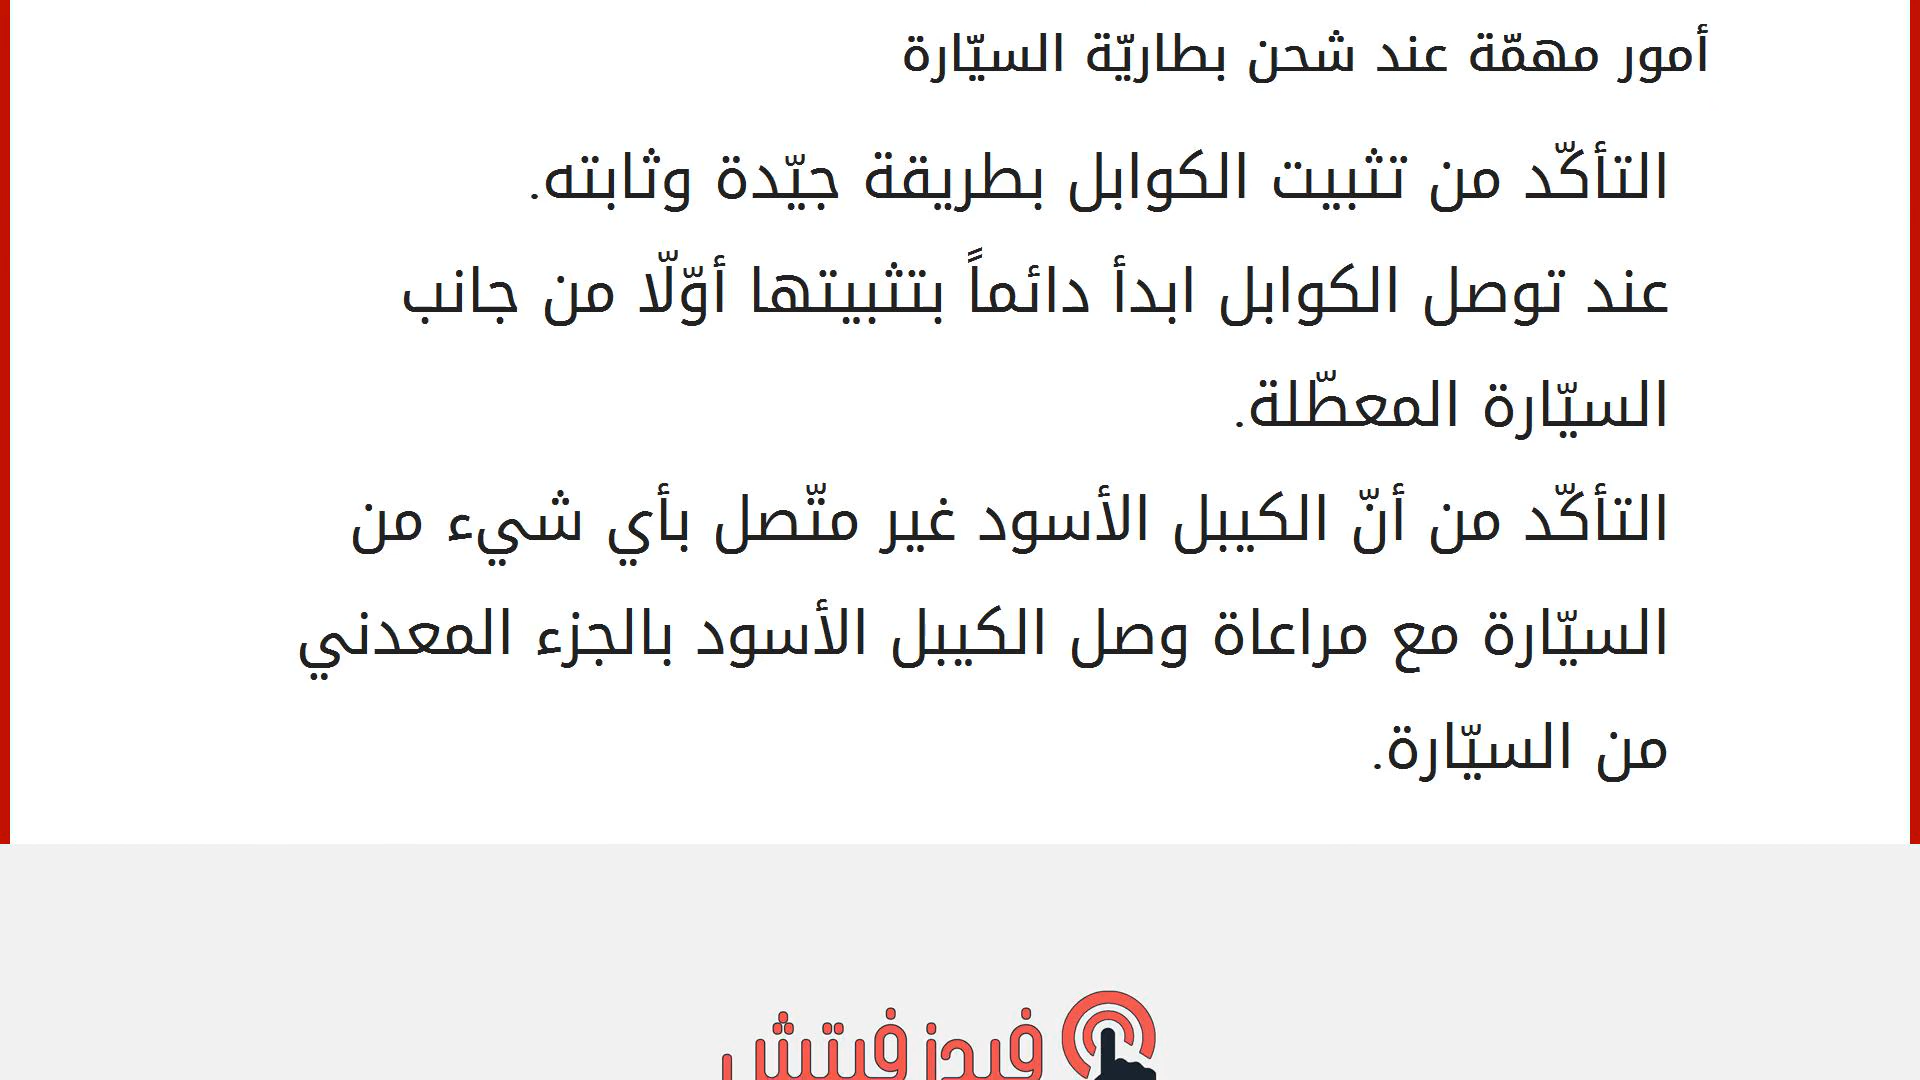 أمور مهمّة عند شحن بطاريّة السيّارة
التأكّد من تثبيت الكوابل بطريقة جيّدة وثابته.
عند توصل الكوابل ابدأ دائماً بتثبيتها أوّلّا من جانب
السيّارة المعطّلة.
التأكّد من أنّ الكيبل الأسود غير متّصل بأي شيء من
السيّارة مع مراعاة وصل الكيبل الأسود بالجزء المعدني
من السيّارة.
فيدز فيتش